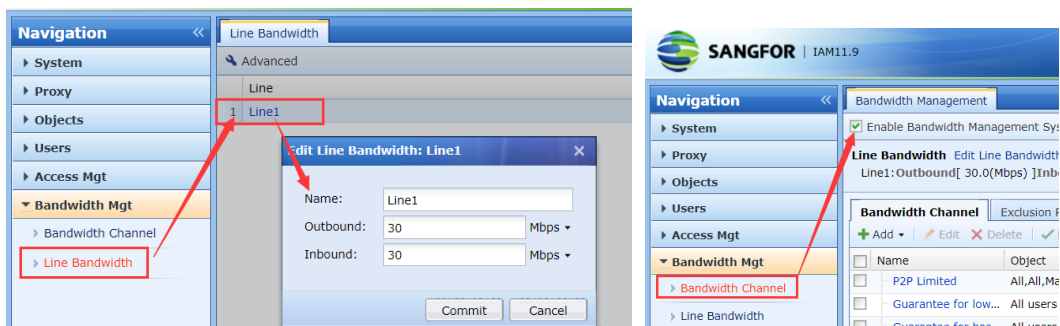 Navigation
System
Proxy
Objects
Users
Access Mgt
Bandwidth Mgt
Bandwidth Channel
Line Bandwidth
Line Bandwidth
Advanced
Line
1 Line1
Edit Line Bandwidth: Line1
Name: Line1
Outbound: 30 Mbps
Inbound: 30 Mbps
Commit Cancel
SANGFOR | IAM11.9
Navigation
System
Proxy
Objects
Users
Access Mgt
Bandwidth Mgt
Bandwidth Channel
Line Bandwidth
Bandwidth Management
Enable Bandwidth Management Sys
Line Bandwidth Edit Line Bandwidth
Line1:Outbound[ 30.0(Mbps) ]Inb
Bandwidth Channel Exclusion
Add Edit Delete
Name Object
P2P Limited All,All,Ma
Guarantee for low... All users